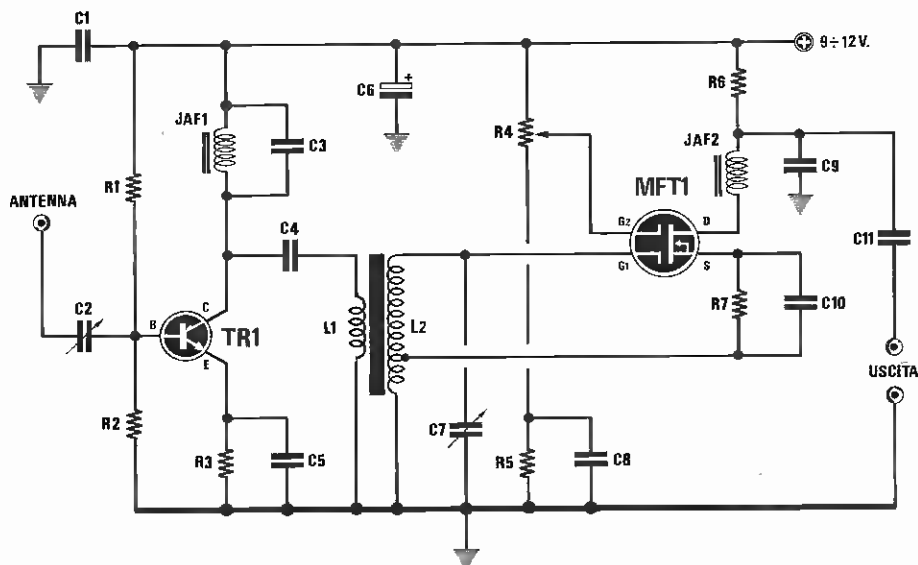 C1
9÷12V.
C6
+
R6
JAF1
C3
R4
JAF2
C9
R1
MFT1
ANTENNA
G2
D
C11
C4
G1
S
C2
C
R7
C10
B
TR1
L1
L2
E
USCITA
R2
C7
R3
C5
R5
C8